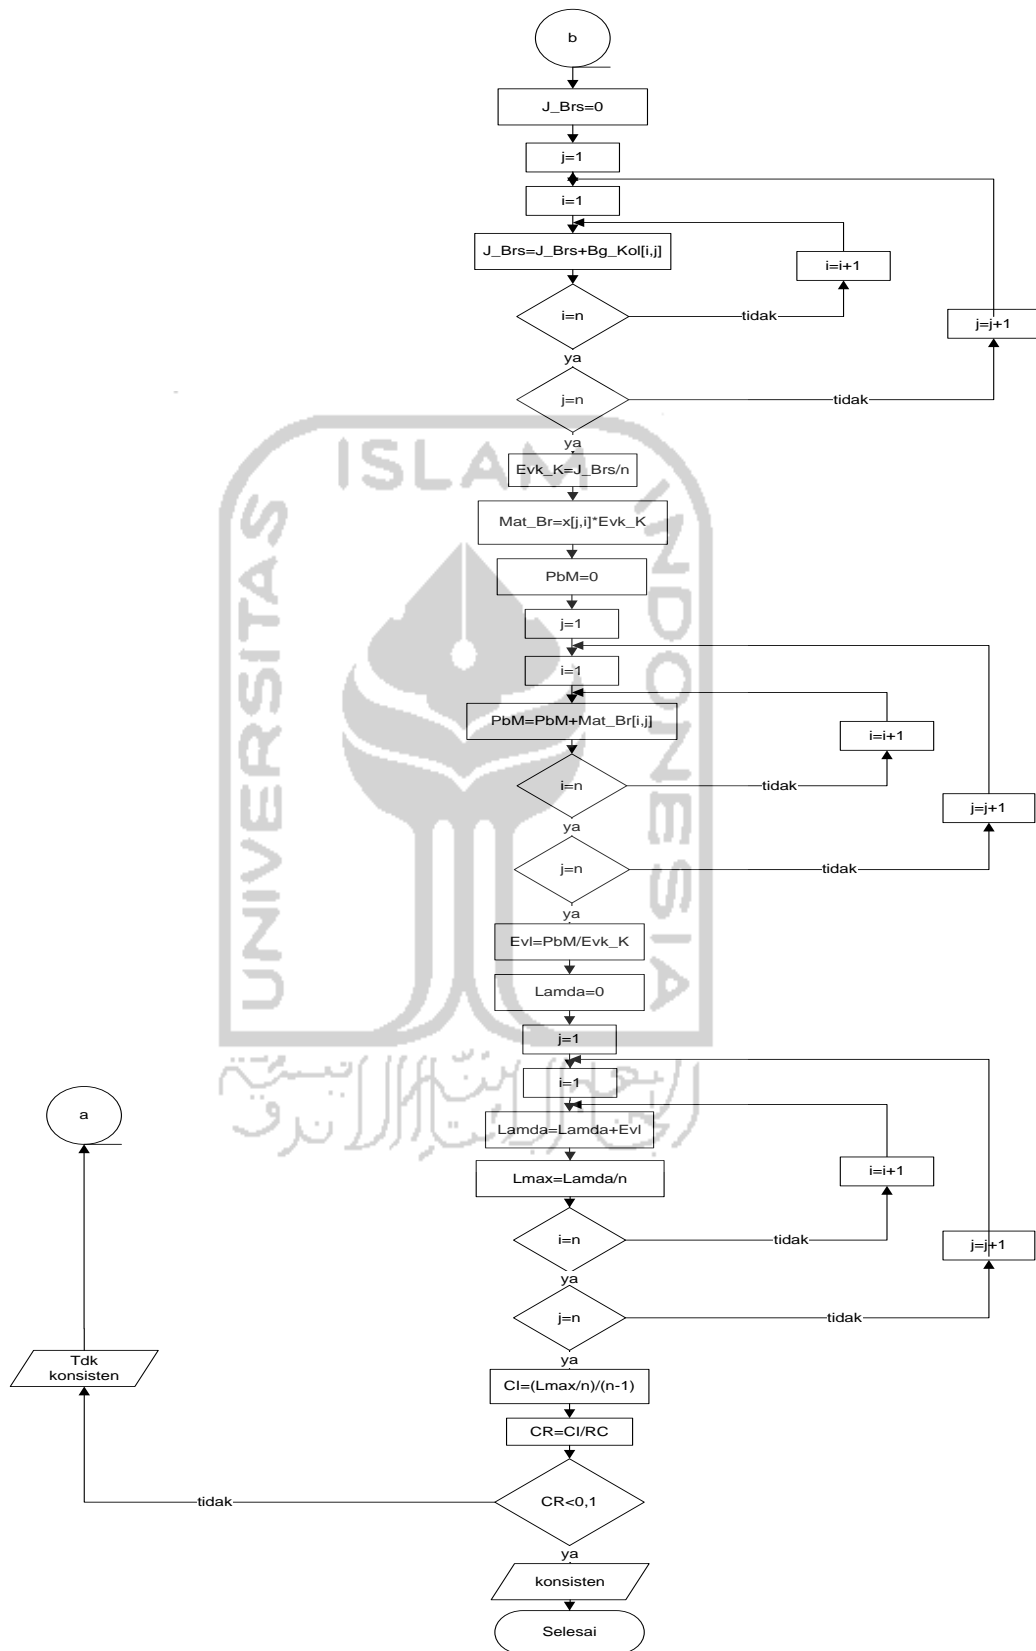 b
J_Brs=0
j=1
i=1
J_Brs=J_Brs+Bg_Kol[i,j]
i=i+1
i=n
tidak
j=j+1
ya
j=n
tidak
ya
ISLAM
UNIVERSITAS
INDONESIA
Evk_K=J_Brs/n
Mat_Br=x[j,i]*Evk_K
PbM=0
j=1
i=1
PbM=PbM+Mat_Br[i,j]
i=i+1
i=n
tidak
j=j+1
ya
j=n
tidak
ya
Evl=PbM/Evk_K
Lamda=0
j=1
i=1
a
Lamda=Lamda+Evl
Lmax=Lamda/n
i=i+1
i=n
tidak
j=j+1
ya
j=n
tidak
ya
Tdk
konsisten
CI=(Lmax/n)/(n-1)
CR=CI/RC
CR<0,1
tidak
ya
konsisten
Selesai